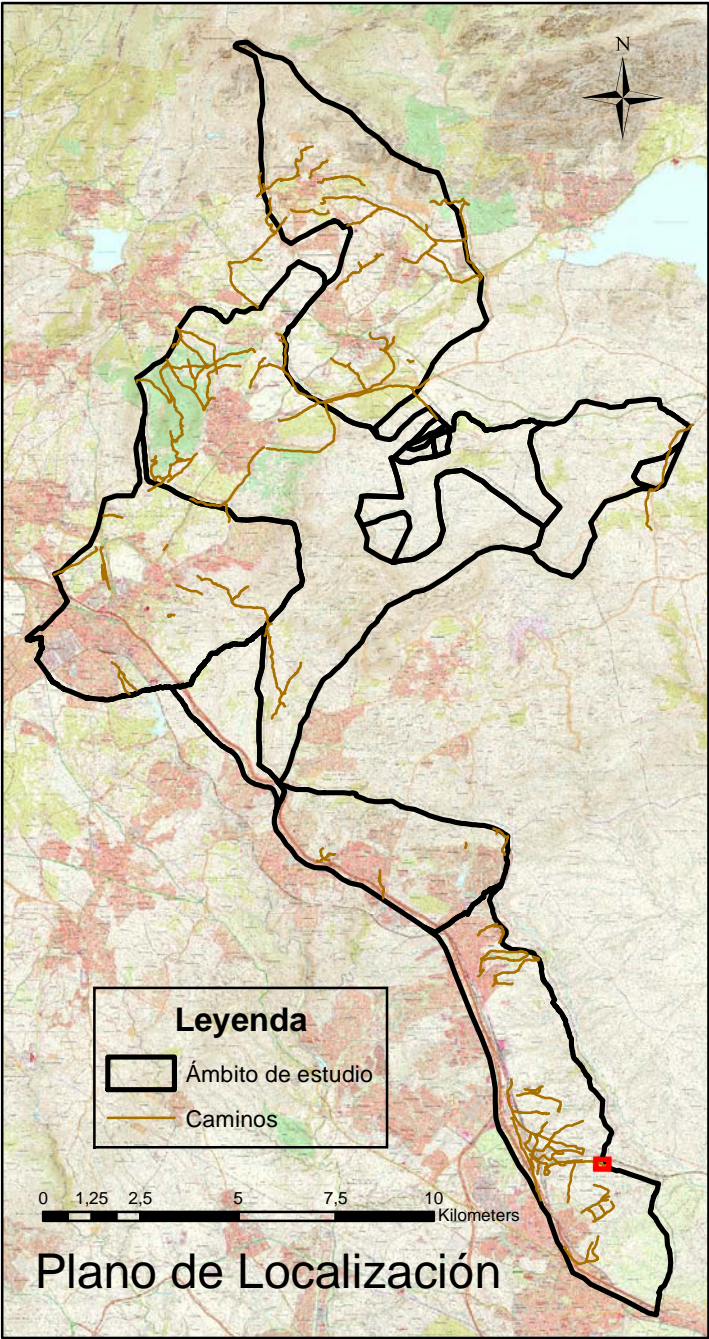 N
Leyenda
Ámbito de estudio
Caminos
0 1,25 2,5 5 7,5 10
Kilometers
Plano de Localización